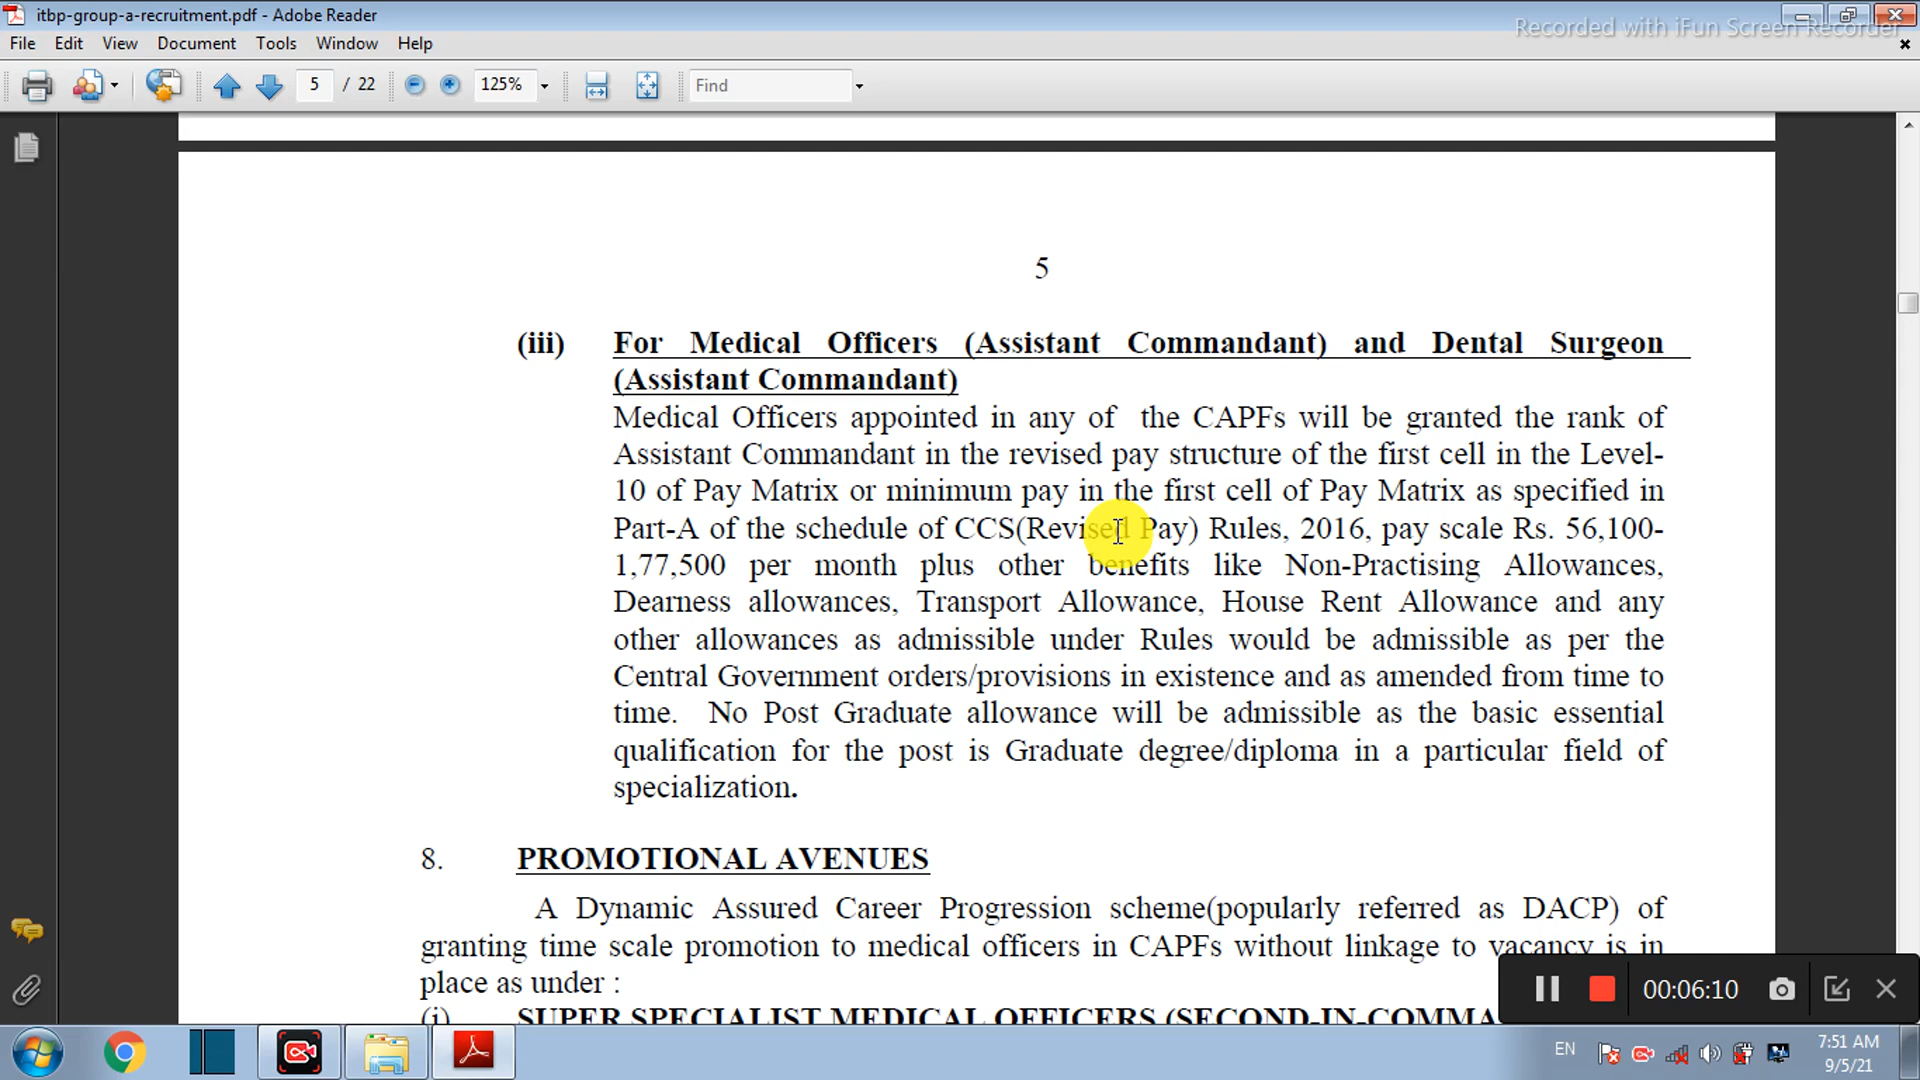 itbp-group-a-recruitment.pdf - Adobe Reader
Recorded with iFun Screen Recorder
File Edit View Document Tools Window Help
5 / 22 125% Find
5
(iii) For Medical Officers (Assistant Commandant) and Dental Surgeon
(Assistant Commandant)
Medical Officers appointed in any of the CAPFs will be granted the rank of
Assistant Commandant in the revised pay structure of the first cell in the Level-
10 of Pay Matrix or minimum pay in the first cell of Pay Matrix as specified in
Part-A of the schedule of CCS(Revised Pay) Rules, 2016, pay scale Rs. 56,100-
1,77,500 per month plus other benefits like Non-Practising Allowances,
Dearness allowances, Transport Allowance, House Rent Allowance and any
other allowances as admissible under Rules would be admissible as per the
Central Government orders/provisions in existence and as amended from time to
time. No Post Graduate allowance will be admissible as the basic essential
qualification for the post is Graduate degree/diploma in a particular field of
specialization.
8. PROMOTIONAL AVENUES
A Dynamic Assured Career Progression scheme(popularly referred as DACP) of
granting time scale promotion to medical officers in CAPFs without linkage to vacancy is in
place as under :
(i) SUPER SPECIALIST MEDICAL OFFICERS (SECOND-IN-COMMA
00:06:10
EN
7:51 AM
9/5/21